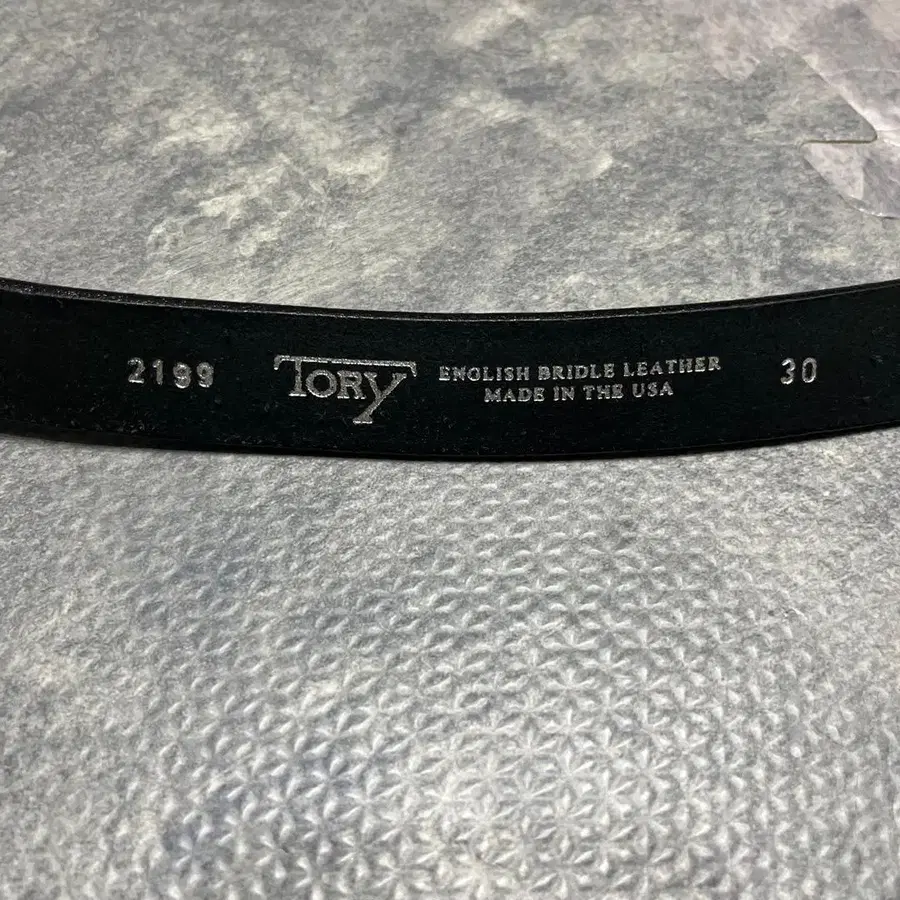 2199
TORY
ENGLISH BRIDLE LEATHER
MADE IN THE USA
30